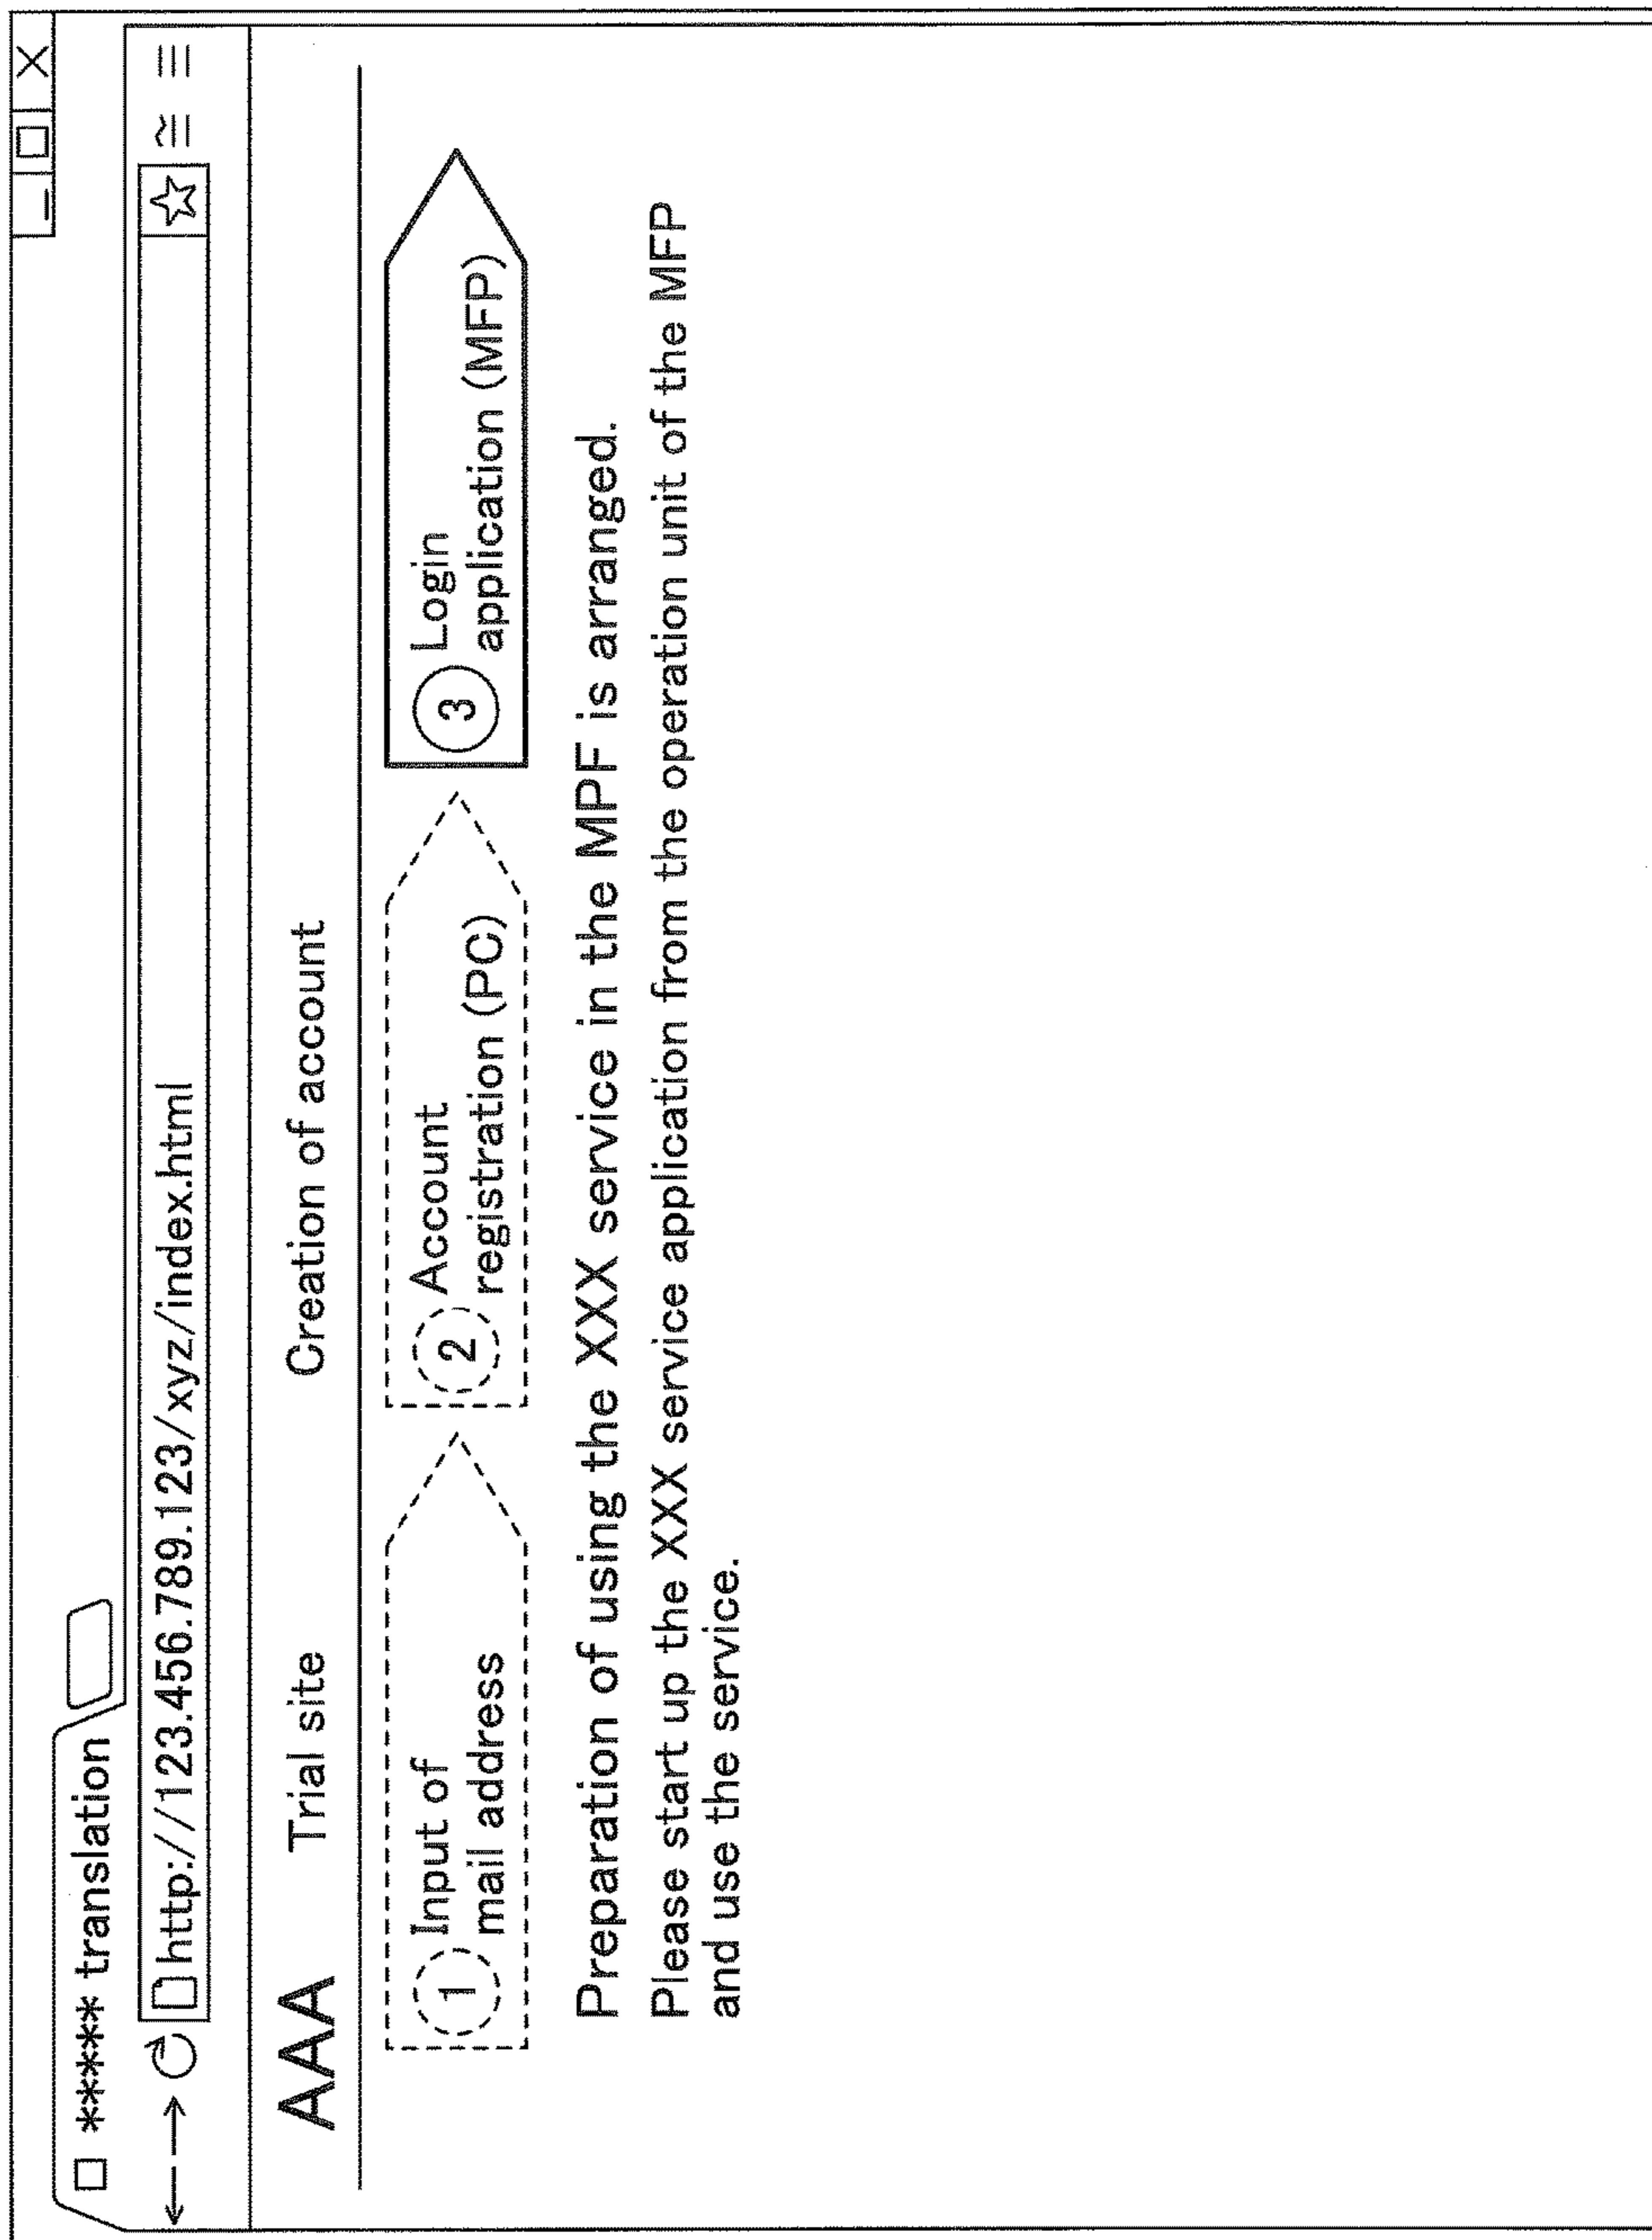 ***** translation
http://123.456.789.123/xyz/index.html
AAA Trial site Creation of account
1 Input of
mail address
2 Account
registration (PC)
3 Login
application (MFP)
Preparation of using the XXX service in the MPF is arranged.
Please start up the XXX service application from the operation unit of the MFP
and use the service.